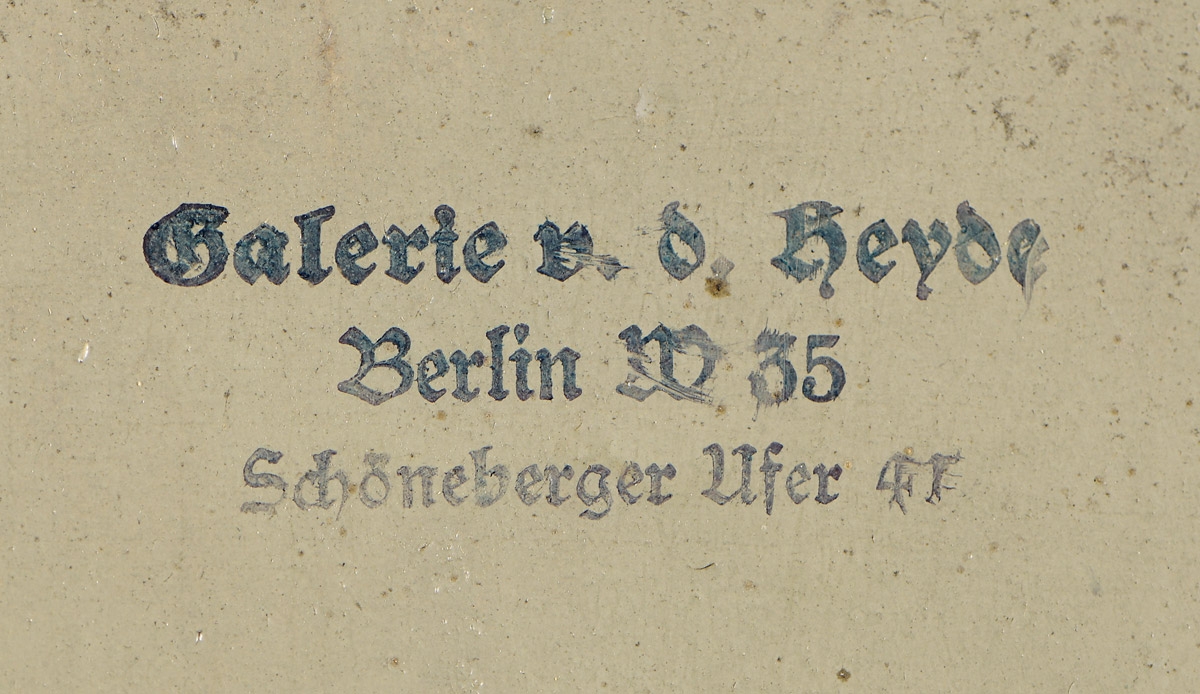 Galerie v. d. Heyde
Berlin W 35
Schöneberger Ufer